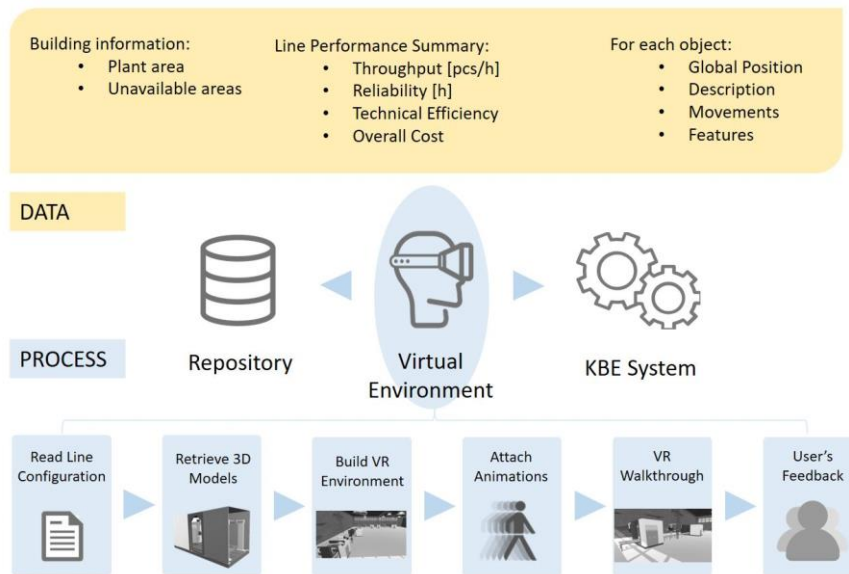 Building information:
• Plant area
• Unavailable areas
Line Performance Summary:
• Throughput [pcs/h]
• Reliability [h]
• Technical Efficiency
• Overall Cost
For each object:
• Global Position
• Description
• Movements
• Features
DATA
PROCESS
Repository
Virtual
Environment
KBE System
Read Line
Configuration
Retrieve 3D
Models
Build VR
Environment
Attach
Animations
VR
Walkthrough
User's
Feedback